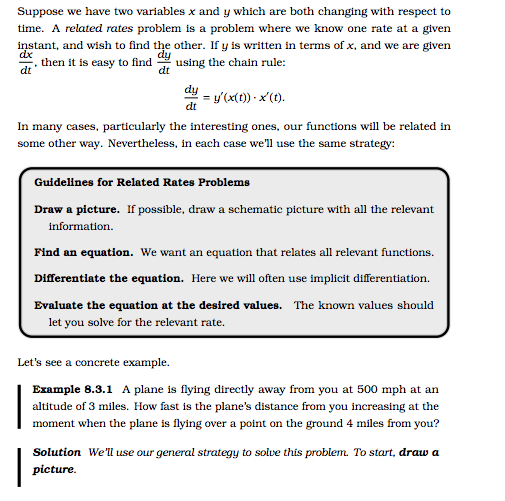 Suppose we have two variables x and y which are both changing with respect to
time. A related rates problem is a problem where we know one rate at a given
instant, and wish to find the other. If y is written in terms of x, and we are given
dx/dt, then it is easy to find dy/dt using the chain rule:
dy/dt = y′(x(t)) · x′(t).
In many cases, particularly the interesting ones, our functions will be related in
some other way. Nevertheless, in each case we'll use the same strategy:
Guidelines for Related Rates Problems
Draw a picture. If possible, draw a schematic picture with all the relevant
information.
Find an equation. We want an equation that relates all relevant functions.
Differentiate the equation. Here we will often use implicit differentiation.
Evaluate the equation at the desired values. The known values should
let you solve for the relevant rate.
Let's see a concrete example.
Example 8.3.1 A plane is flying directly away from you at 500 mph at an
altitude of 3 miles. How fast is the plane's distance from you increasing at the
moment when the plane is flying over a point on the ground 4 miles from you?
Solution We'll use our general strategy to solve this problem. To start, draw a
picture.